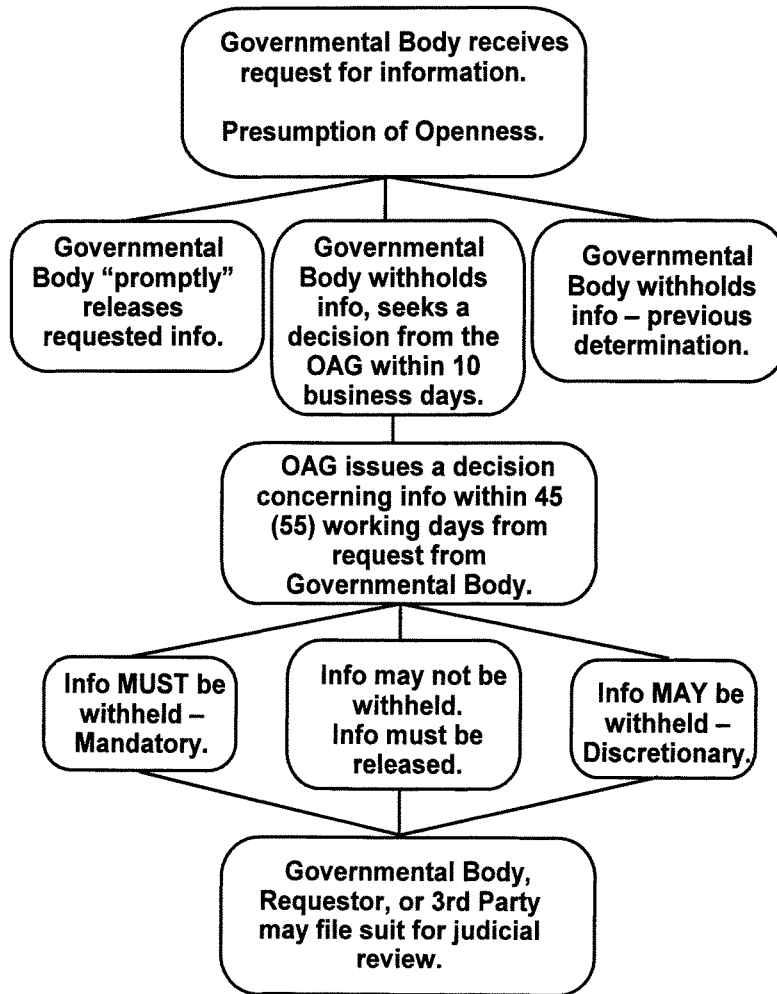 Governmental Body receives
request for information.
Presumption of Openness.
Governmental
Body “promptly”
releases
requested info.
Governmental
Body withholds
info, seeks a
decision from the
OAG within 10
business days.
Governmental
Body withholds
info – previous
determination.
OAG issues a decision
concerning info within 45
(55) working days from
request from
Governmental Body.
Info MUST be
withheld –
Mandatory.
Info may not be
withheld.
Info must be
released.
Info MAY be
withheld –
Discretionary.
Governmental Body,
Requestor, or 3rd Party
may file suit for judicial
review.